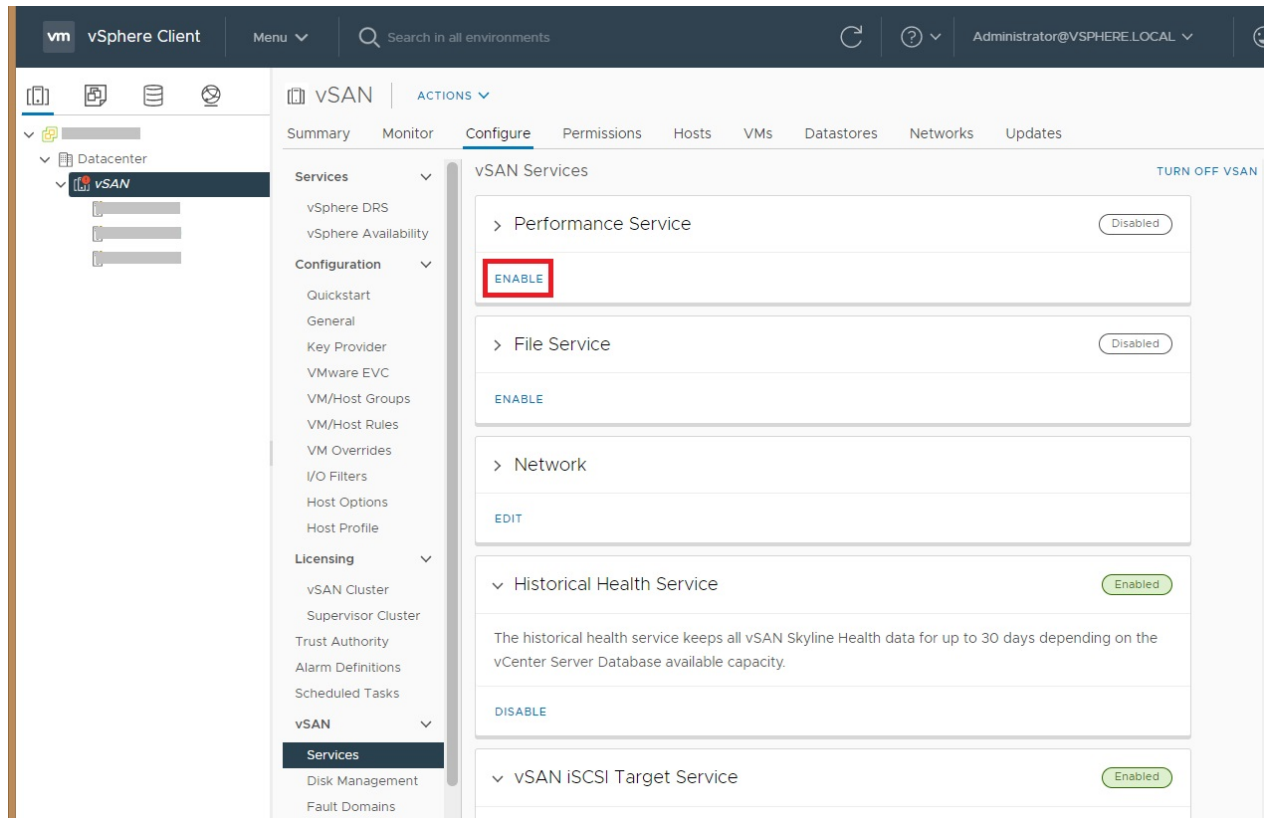 vm vSphere Client Menu Search in all environments Administrator@VSPHERE.LOCAL
vSAN ACTIONS
Summary Monitor Configure Permissions Hosts VMs Datastores Networks Updates
Datacenter
vSAN
Services
vSphere DRS
vSphere Availability
Configuration
Quickstart
General
Key Provider
VMware EVC
VM/Host Groups
VM/Host Rules
VM Overrides
I/O Filters
Host Options
Host Profile
Licensing
vSAN Cluster
Supervisor Cluster
Trust Authority
Alarm Definitions
Scheduled Tasks
vSAN
Services
Disk Management
Fault Domains
vSAN Services TURN OFF VSAN
Performance Service Disabled
ENABLE
File Service Disabled
ENABLE
Network
EDIT
Historical Health Service Enabled
The historical health service keeps all vSAN Skyline Health data for up to 30 days depending on the
vCenter Server Database available capacity.
DISABLE
vSAN iSCSI Target Service Enabled